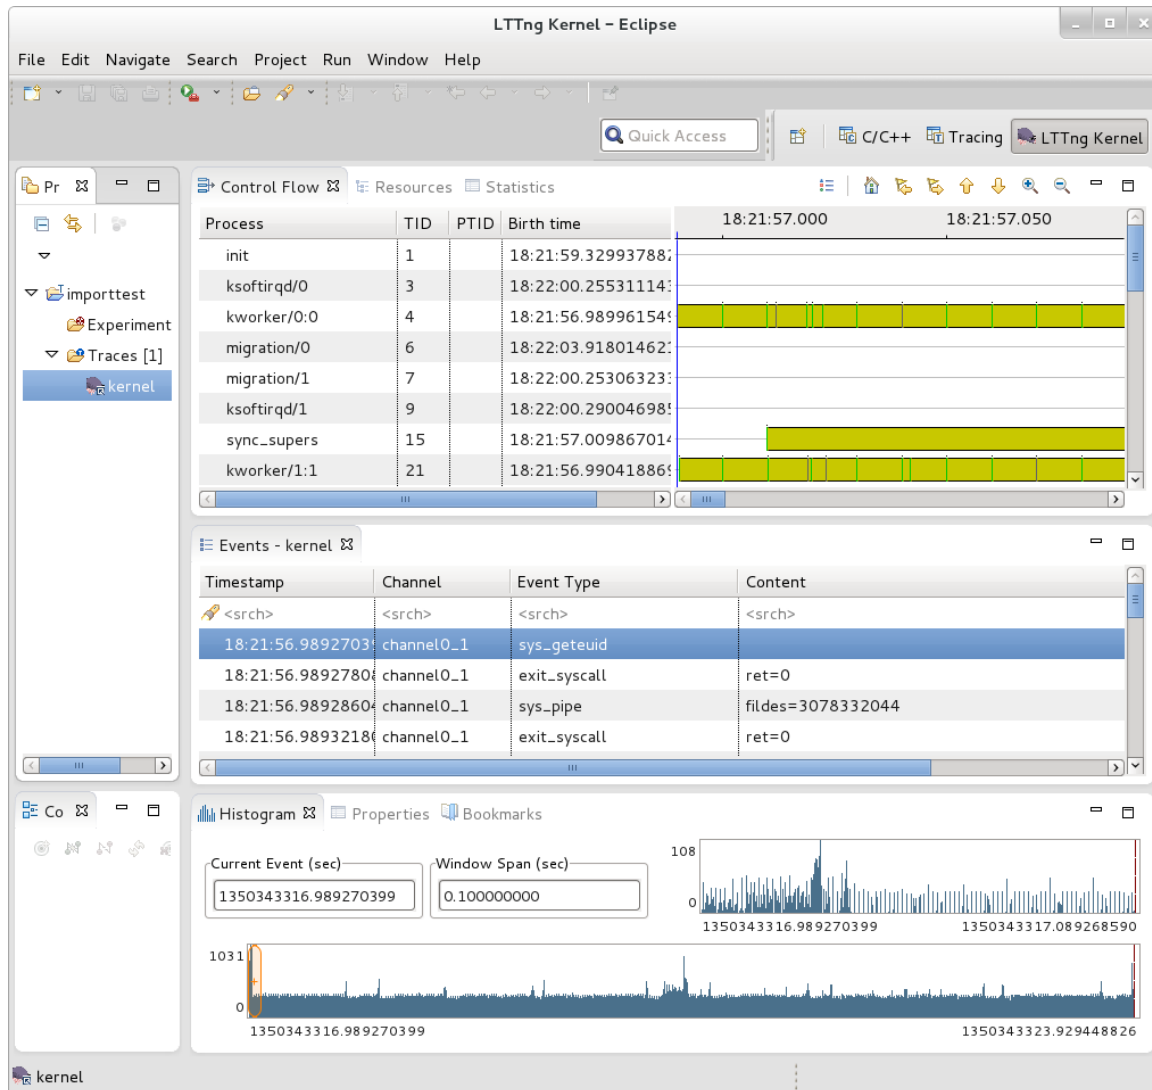 LTTng Kernel – Eclipse
File Edit Navigate Search Project Run Window Help
Quick Access C/C++ Tracing LTTng Kernel
Pr
importtest
Experiment
Traces [1]
kernel
Control Flow Resources Statistics
Process TID PTID Birth time 18:21:57.000 18:21:57.050
init 1 18:21:59.329937882
ksoftirqd/0 3 18:22:00.255311143
kworker/0:0 4 18:21:56.989961549
migration/0 6 18:22:03.918014621
migration/1 7 18:22:00.253063233
ksoftirqd/1 9 18:22:00.290046985
sync_supers 15 18:21:57.009867014
kworker/1:1 21 18:21:56.990418869
Events - kernel
Timestamp Channel Event Type Content
<srch> <srch> <srch> <srch>
18:21:56.9892703 channel0_1 sys_geteuid
18:21:56.9892780 channel0_1 exit_syscall ret=0
18:21:56.9892860 channel0_1 sys_pipe fildes=3078332044
18:21:56.9893218 channel0_1 exit_syscall ret=0
Co
Histogram Properties Bookmarks
Current Event (sec) Window Span (sec)
1350343316.989270399 0.100000000
108
0
1350343316.989270399 1350343317.089268590
1031
0
1350343316.989270399 1350343323.929448826
kernel